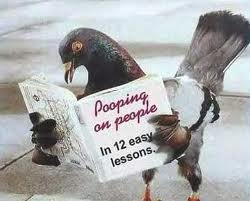 Pooping
on people
In 12 easy
lessons.